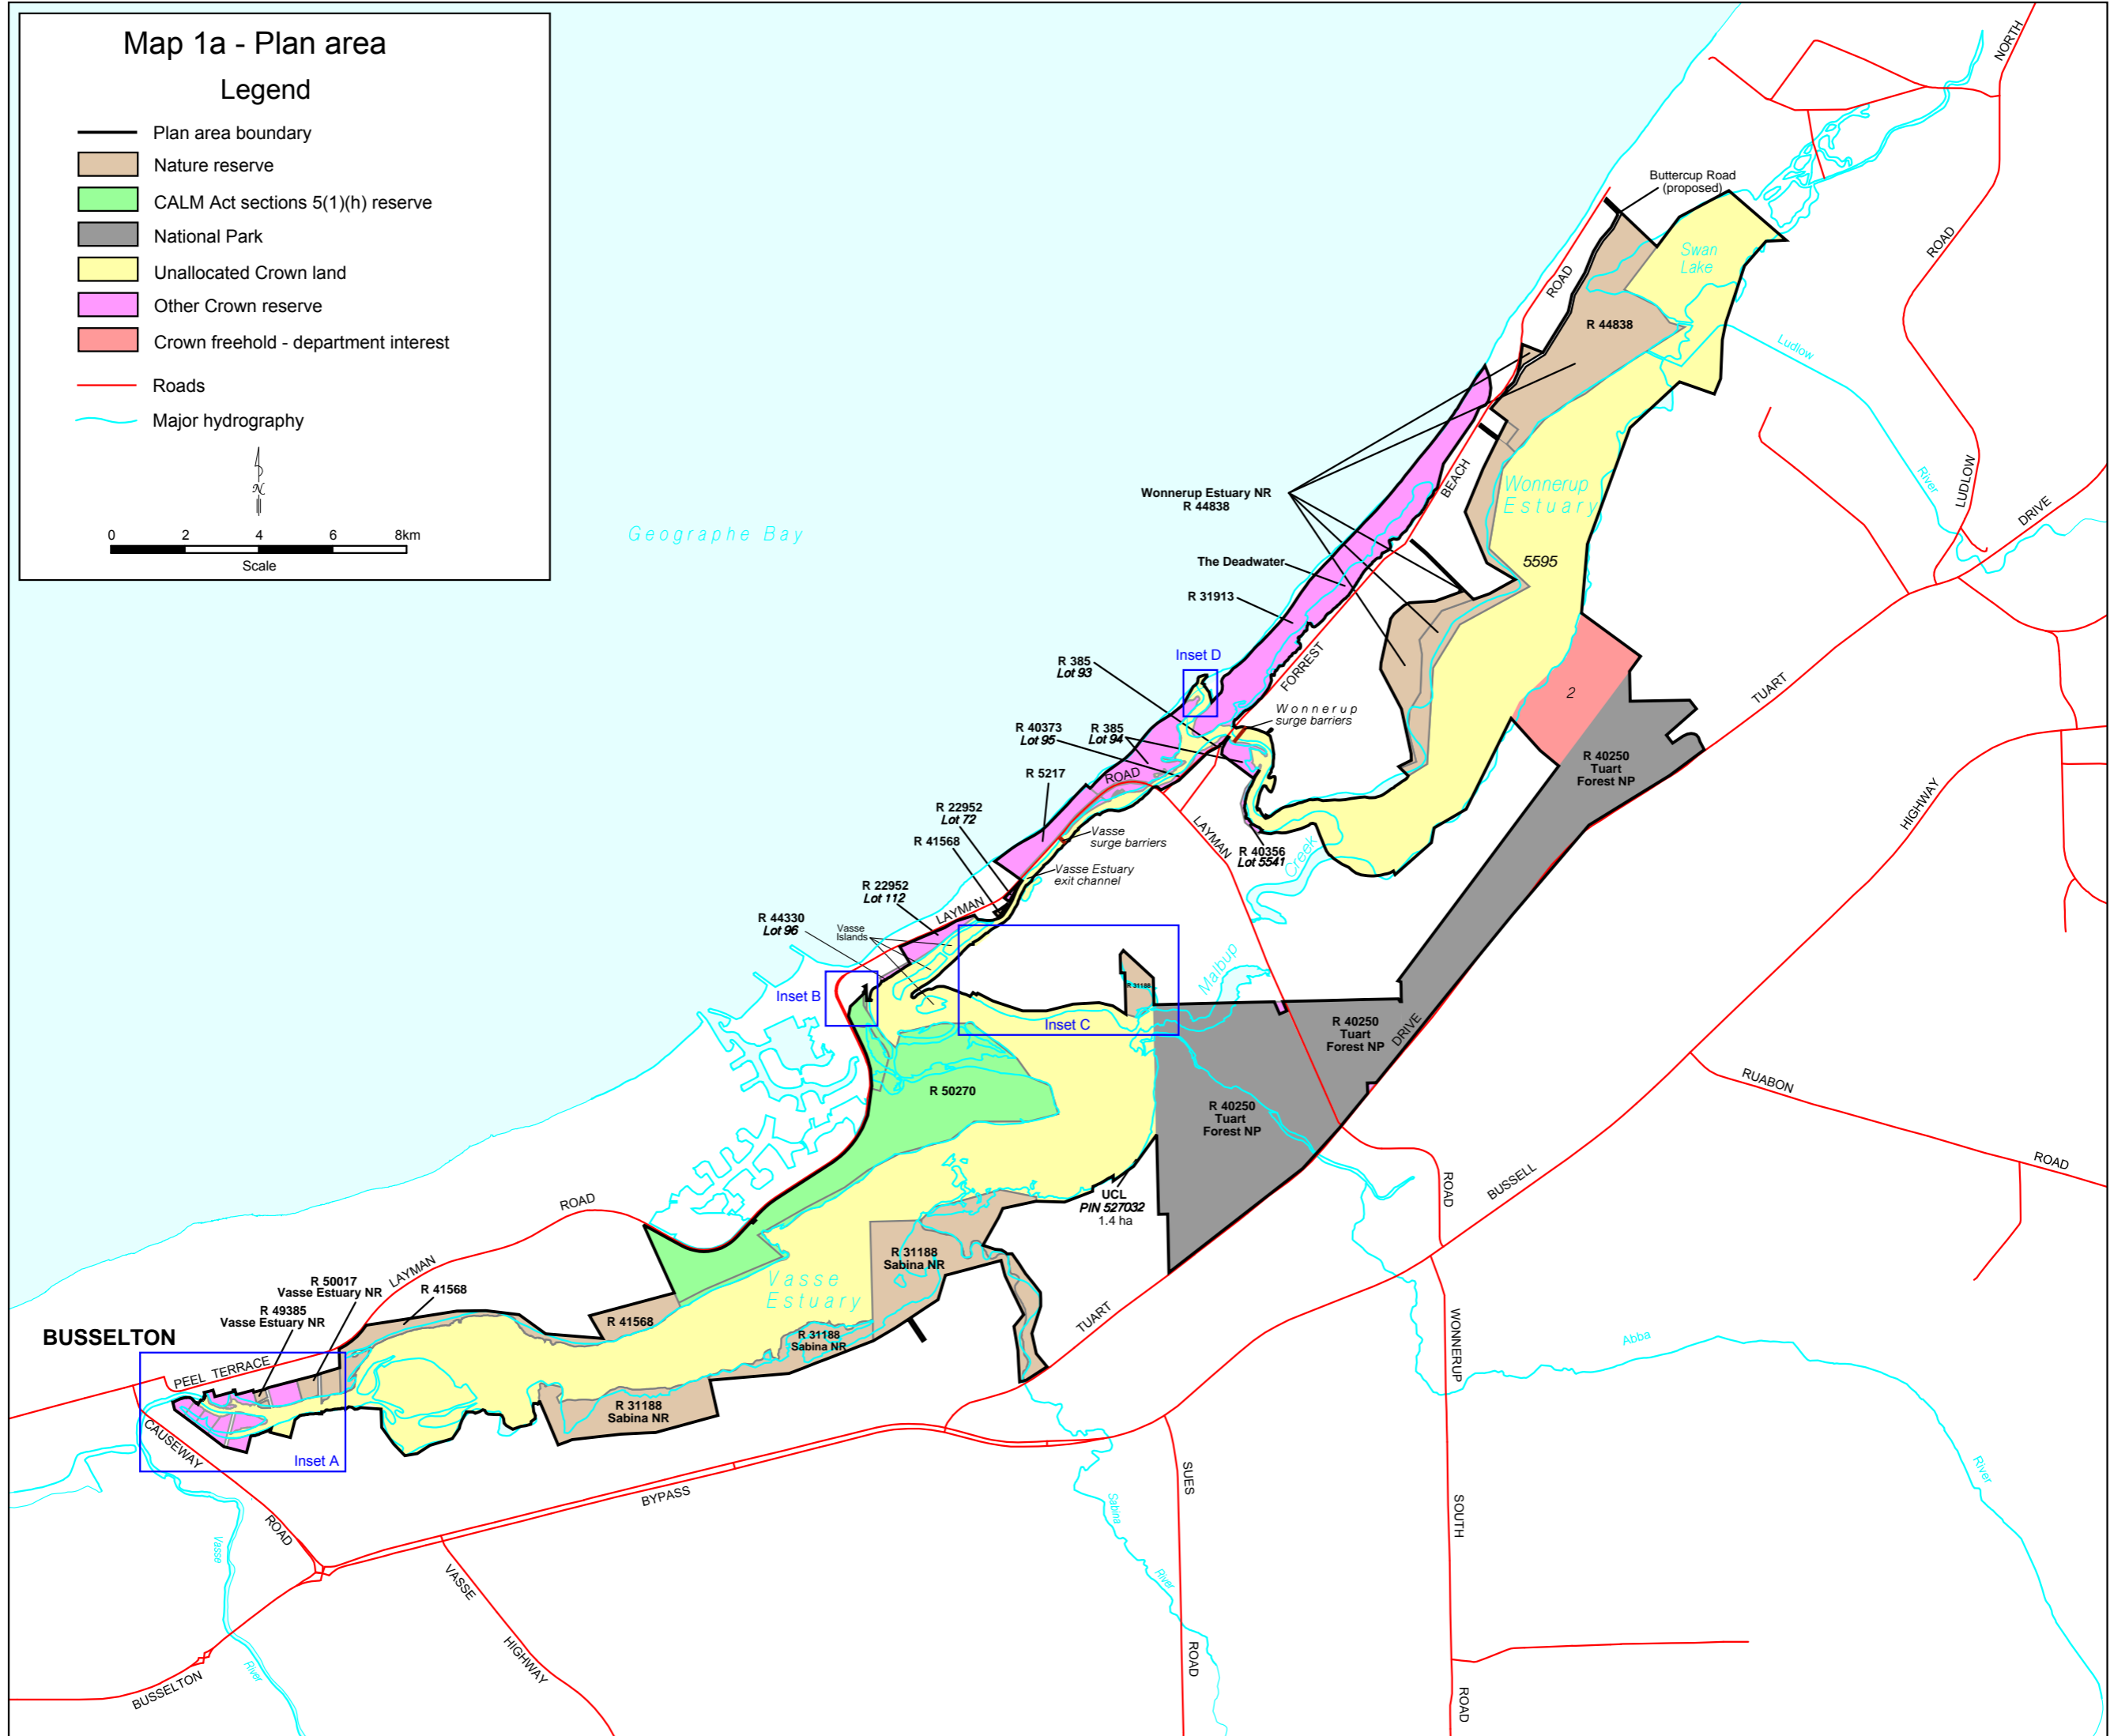 Map 1a - Plan area
Legend
Plan area boundary
Nature reserve
CALM Act sections 5(1)(h) reserve
National Park
Unallocated Crown land
Other Crown reserve
Crown freehold - department interest
Roads
Major hydrography
N
0 2 4 6 8km
Scale
NORTH
ROAD
Buttercup Road
(proposed)
Swan
Lake
ROAD
R 44838
Ludlow
River
LUDLOW
DRIVE
BEACH
Wonnerup
Estuary
Wonnerup Estuary NR
R 44838
Geographe Bay
The Deadwater
5595
R 31913
Inset D
FORREST
R 385
Lot 93
2
TUART
Wonnerup
surge barriers
R 40373
Lot 95
R 385
Lot 94
R 40250
Tuart
Forest NP
R 5217
ROAD
HIGHWAY
R 22952
Lot 72
Vasse
surge barriers
LAYMAN
R 41568
R 40356
Lot 5541
Creek
Vasse Estuary
exit channel
R 22952
Lot 112
LAYMAN
R 44330
Lot 96
Vasse
Islands
Malbup
Inset B
R 31188
Inset C
R 40250
Tuart
Forest NP
DRIVE
R 50270
RUABON
ROAD
R 40250
Tuart
Forest NP
ROAD
BUSSELL
UCL
PIN 527032
1.4 ha
ROAD
R 31188
Sabina NR
Vasse
Estuary
LAYMAN
R 50017
Vasse Estuary NR
R 41568
R 49385
Vasse Estuary NR
R 41568
TUART
BUSSELTON
R 31188
Sabina NR
WONNERUP
Abba
River
PEEL TERRACE
R 31188
Sabina NR
CAUSEWAY
ROAD
Inset A
BYPASS
SUES
ROAD
SOUTH
ROAD
Sabina
River
Vasse
River
VASSE
HIGHWAY
BUSSELTON